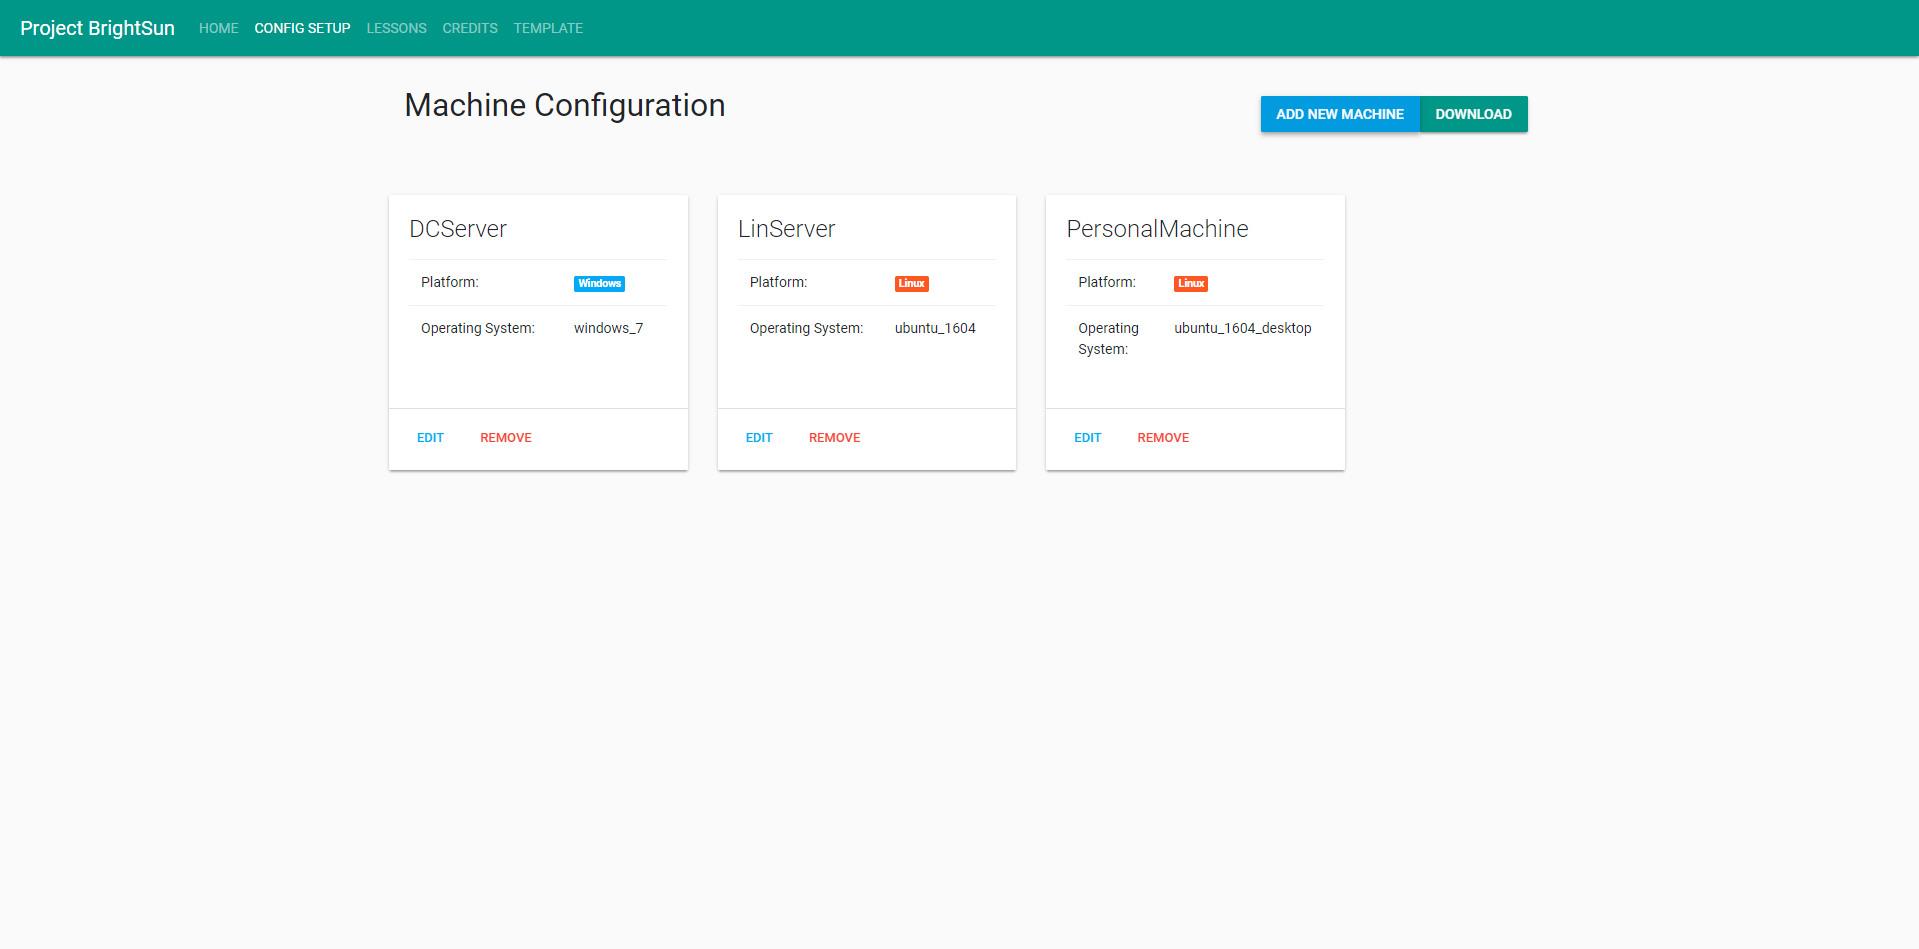 Project BrightSun HOME CONFIG SETUP LESSONS CREDITS TEMPLATE
Machine Configuration
ADD NEW MACHINE DOWNLOAD
DCServer
Platform: Windows
Operating System: windows_7
EDIT REMOVE
LinServer
Platform: Linux
Operating System: ubuntu_1604
EDIT REMOVE
PersonalMachine
Platform: Linux
Operating ubuntu_1604_desktop
System:
EDIT REMOVE